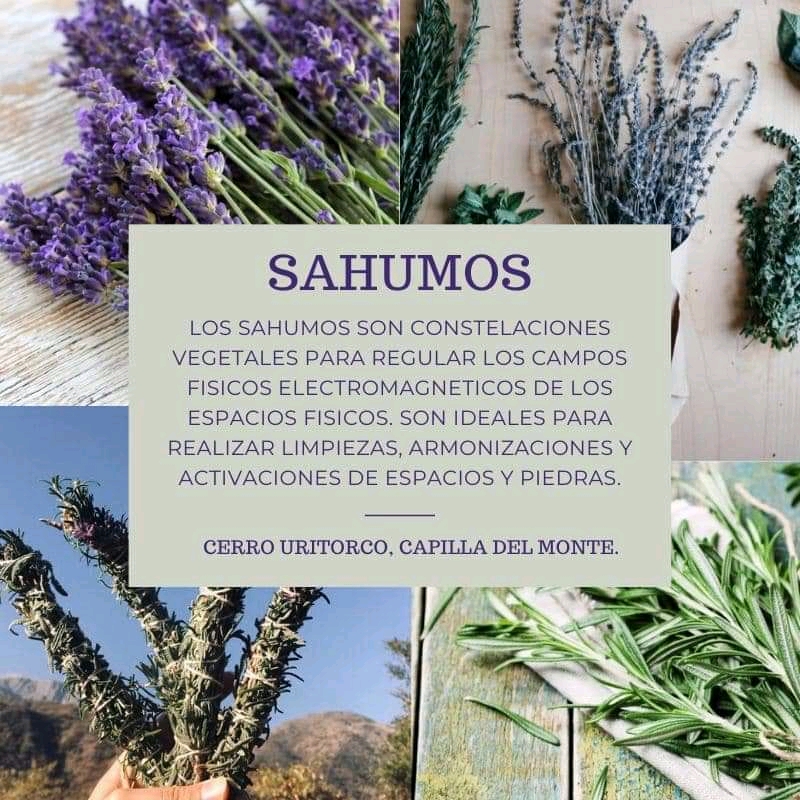 SAHUMOS
LOS SAHUMOS SON CONSTELACIONES
VEGETALES PARA REGULAR LOS CAMPOS
FISICOS ELECTROMAGNETICOS DE LOS
ESPACIOS FISICOS. SON IDEALES PARA
REALIZAR LIMPIEZAS, ARMONIZACIONES Y
ACTIVACIONES DE ESPACIOS Y PIEDRAS.
CERRO URITORCO, CAPILLA DEL MONTE.